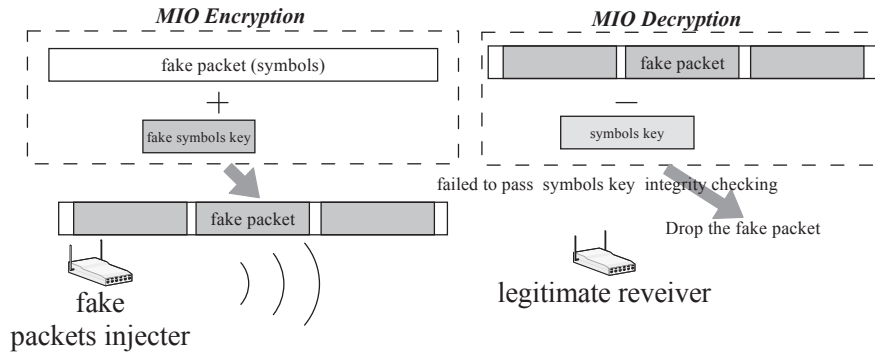 MIO Encryption
fake packet (symbols)
+
fake symbols key
fake packet
fake
packets injecter
MIO Decryption
fake packet
−
symbols key
failed to pass symbols key integrity checking
Drop the fake packet
legitimate reveiver